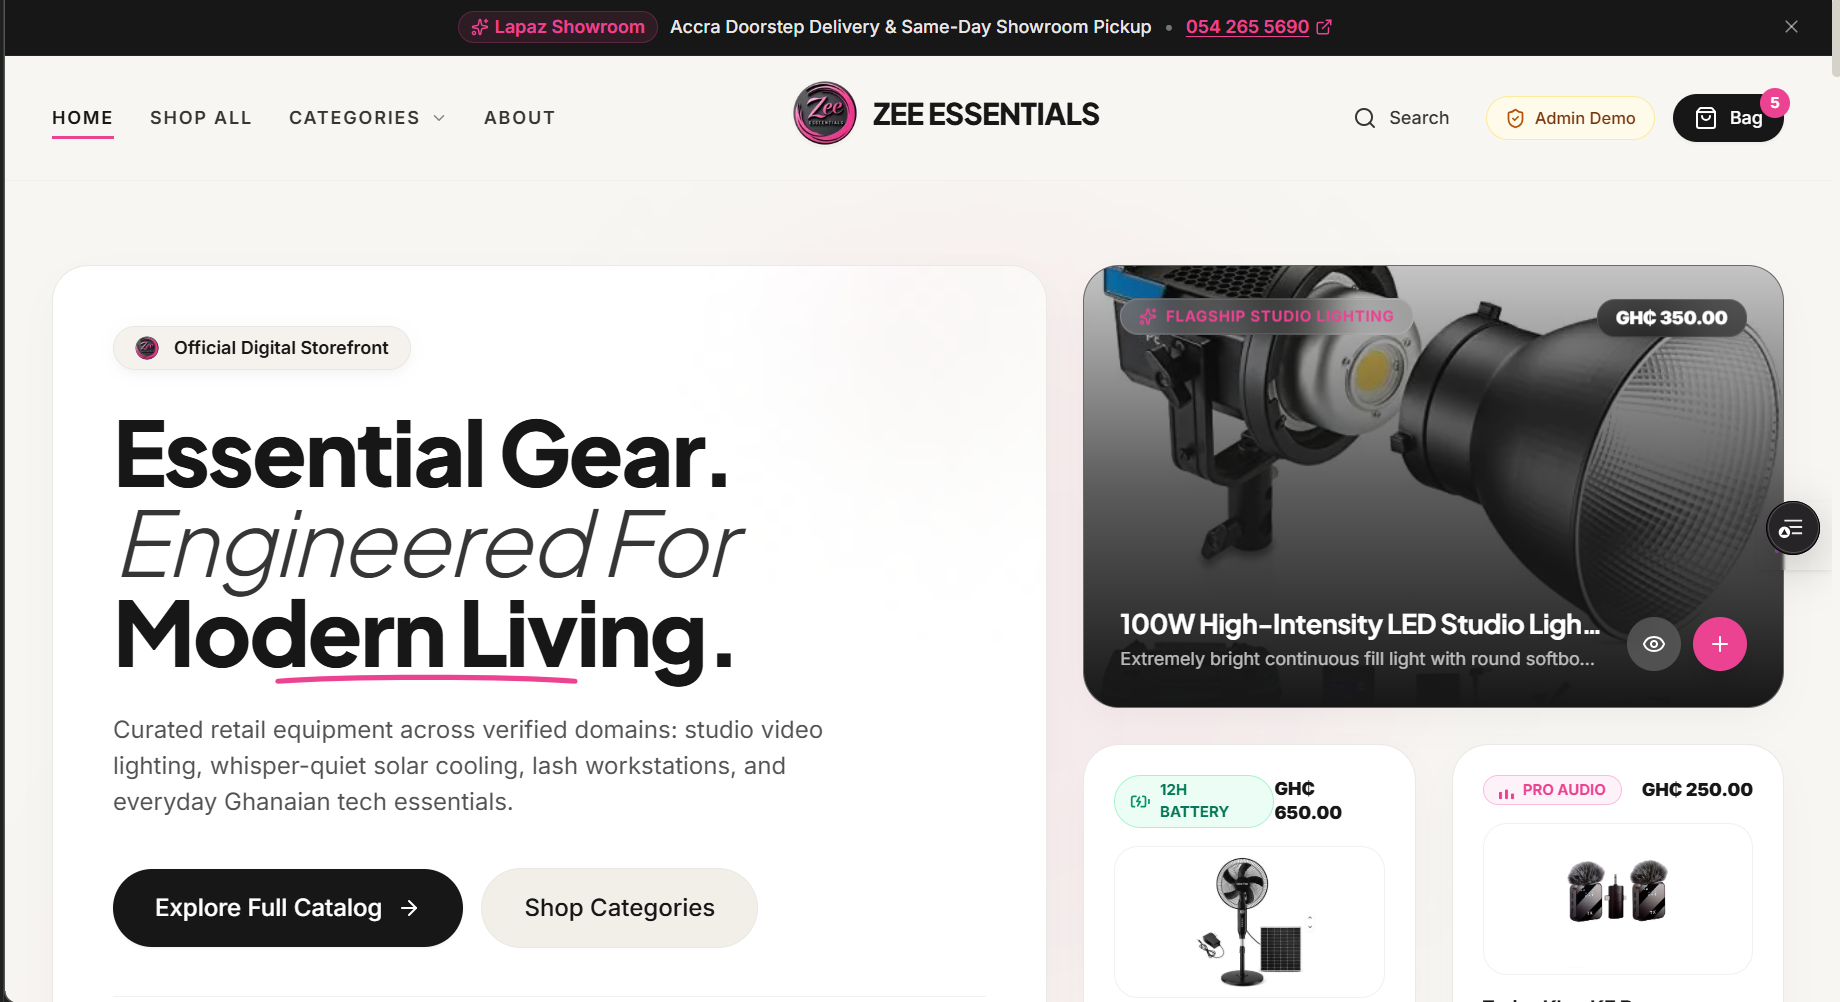 Lapaz Showroom Accra Doorstep Delivery & Same-Day Showroom Pickup • 054 265 5690
HOME SHOP ALL CATEGORIES ABOUT
Zee
ESSENTIALS
ZEE ESSENTIALS
Search
Admin Demo
Bag
5
Official Digital Storefront
Essential Gear.
Engineered For
Modern Living.
Curated retail equipment across verified domains: studio video
lighting, whisper-quiet solar cooling, lash workstations, and
everyday Ghanaian tech essentials.
Explore Full Catalog
Shop Categories
FLAGSHIP STUDIO LIGHTING
GH₵ 350.00
100W High-Intensity LED Studio Ligh...
Extremely bright continuous fill light with round softbo...
12H
BATTERY
GH₵
650.00
PRO AUDIO
GH₵ 250.00